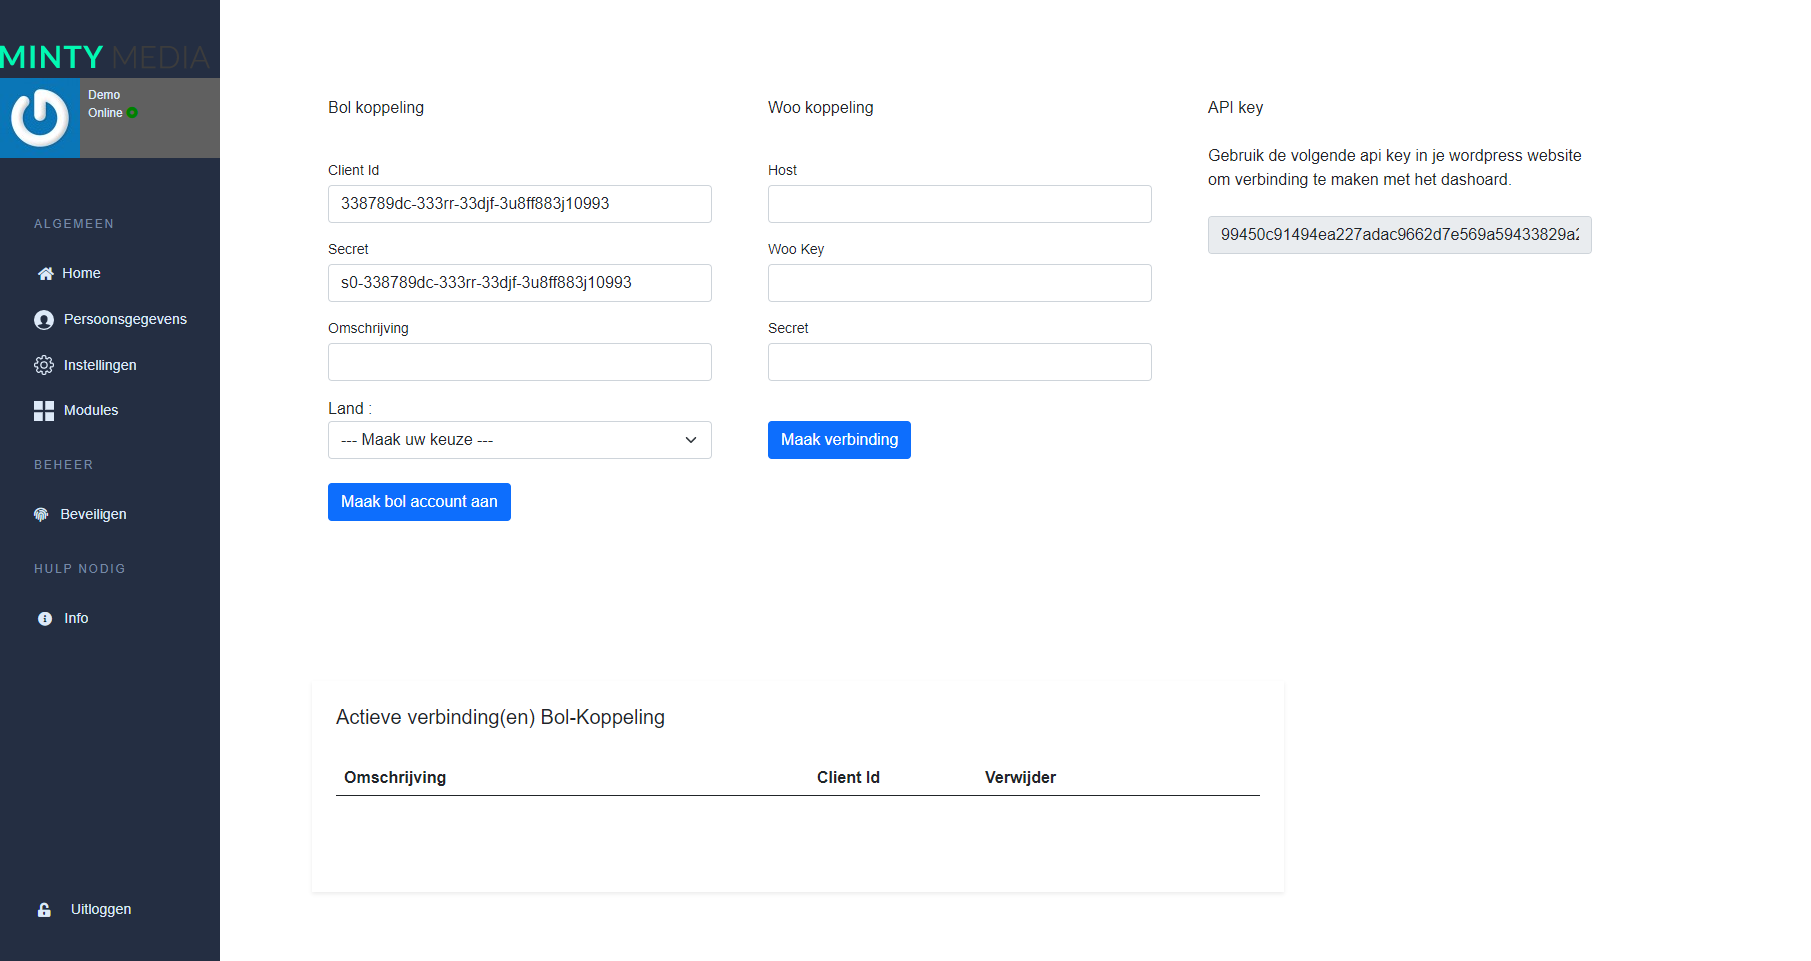 MINTY MEDIA
Demo
Online
ALGEMEEN
Home
Persoonsgegevens
Instellingen
Modules
BEHEER
Beveiligen
HULP NODIG
Info
Uitloggen
Bol koppeling
Client Id
338789dc-333rr-33djf-3u8ff883j10993
Secret
s0-338789dc-333rr-33djf-3u8ff883j10993
Omschrijving
Land :
--- Maak uw keuze ---
Maak bol account aan
Woo koppeling
Host
Woo Key
Secret
Maak verbinding
API key
Gebruik de volgende api key in je wordpress website
om verbinding te maken met het dashoard.
99450c91494ea227adac9662d7e569a59433829a2
Actieve verbinding(en) Bol-Koppeling
Omschrijving Client Id Verwijder